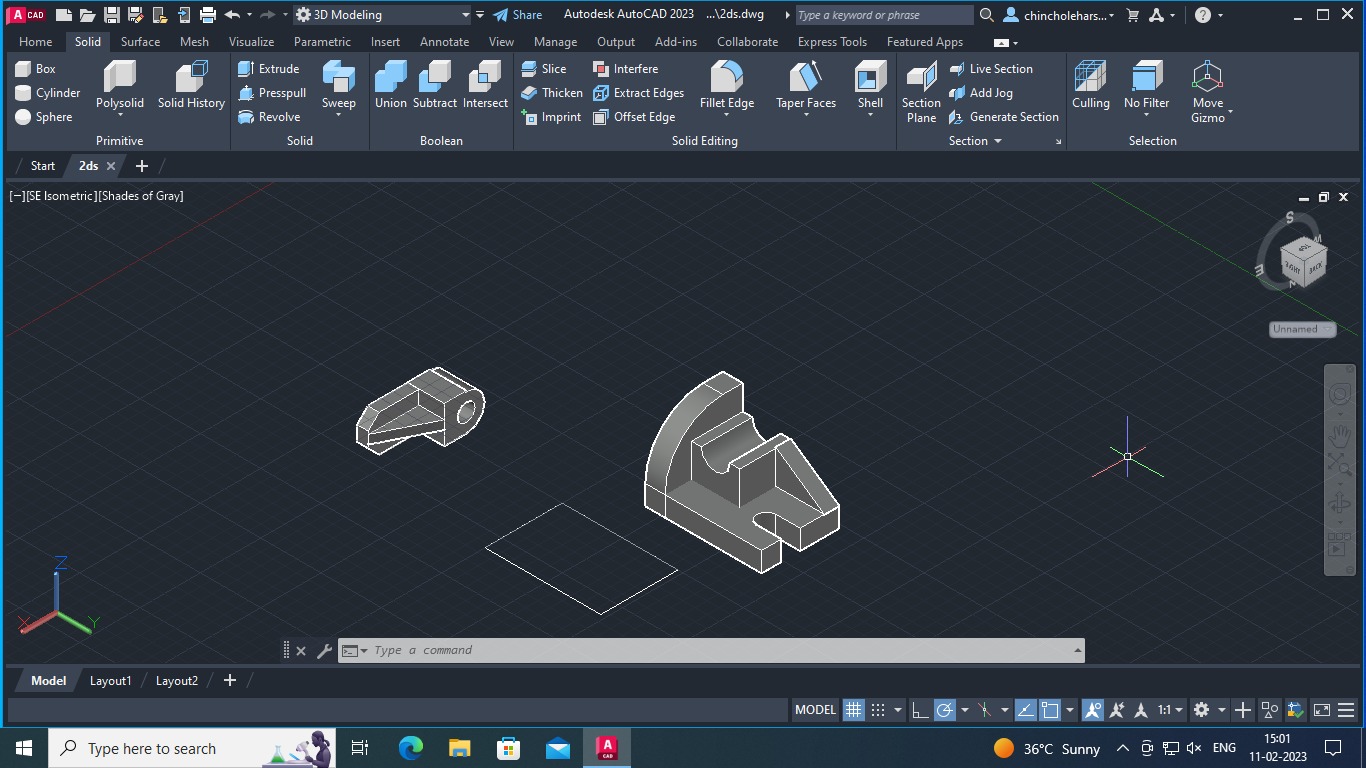 A CAD 3D Modeling Share Autodesk AutoCAD 2023 ...\2ds.dwg Type a keyword or phrase chincholehars...
Home Solid Surface Mesh Visualize Parametric Insert Annotate View Manage Output Add-ins Collaborate Express Tools Featured Apps
Box Extrude Slice Interfere Live Section
Cylinder Presspull Thicken Extract Edges Add Jog
Sphere Revolve Imprint Offset Edge Generate Section
Polysolid Solid History Sweep Union Subtract Intersect Fillet Edge Taper Faces Shell Section Plane Culling No Filter Move Gizmo
Primitive Solid Boolean Solid Editing Section Selection
Start 2ds
[−][SE Isometric][Shades of Gray]
S
W
E
RIGHT BACK
N
Unnamed
Z
X Y
Type a command
Model Layout1 Layout2
MODEL 1:1
Type here to search A CAD 36°C Sunny ENG 15:01
11-02-2023